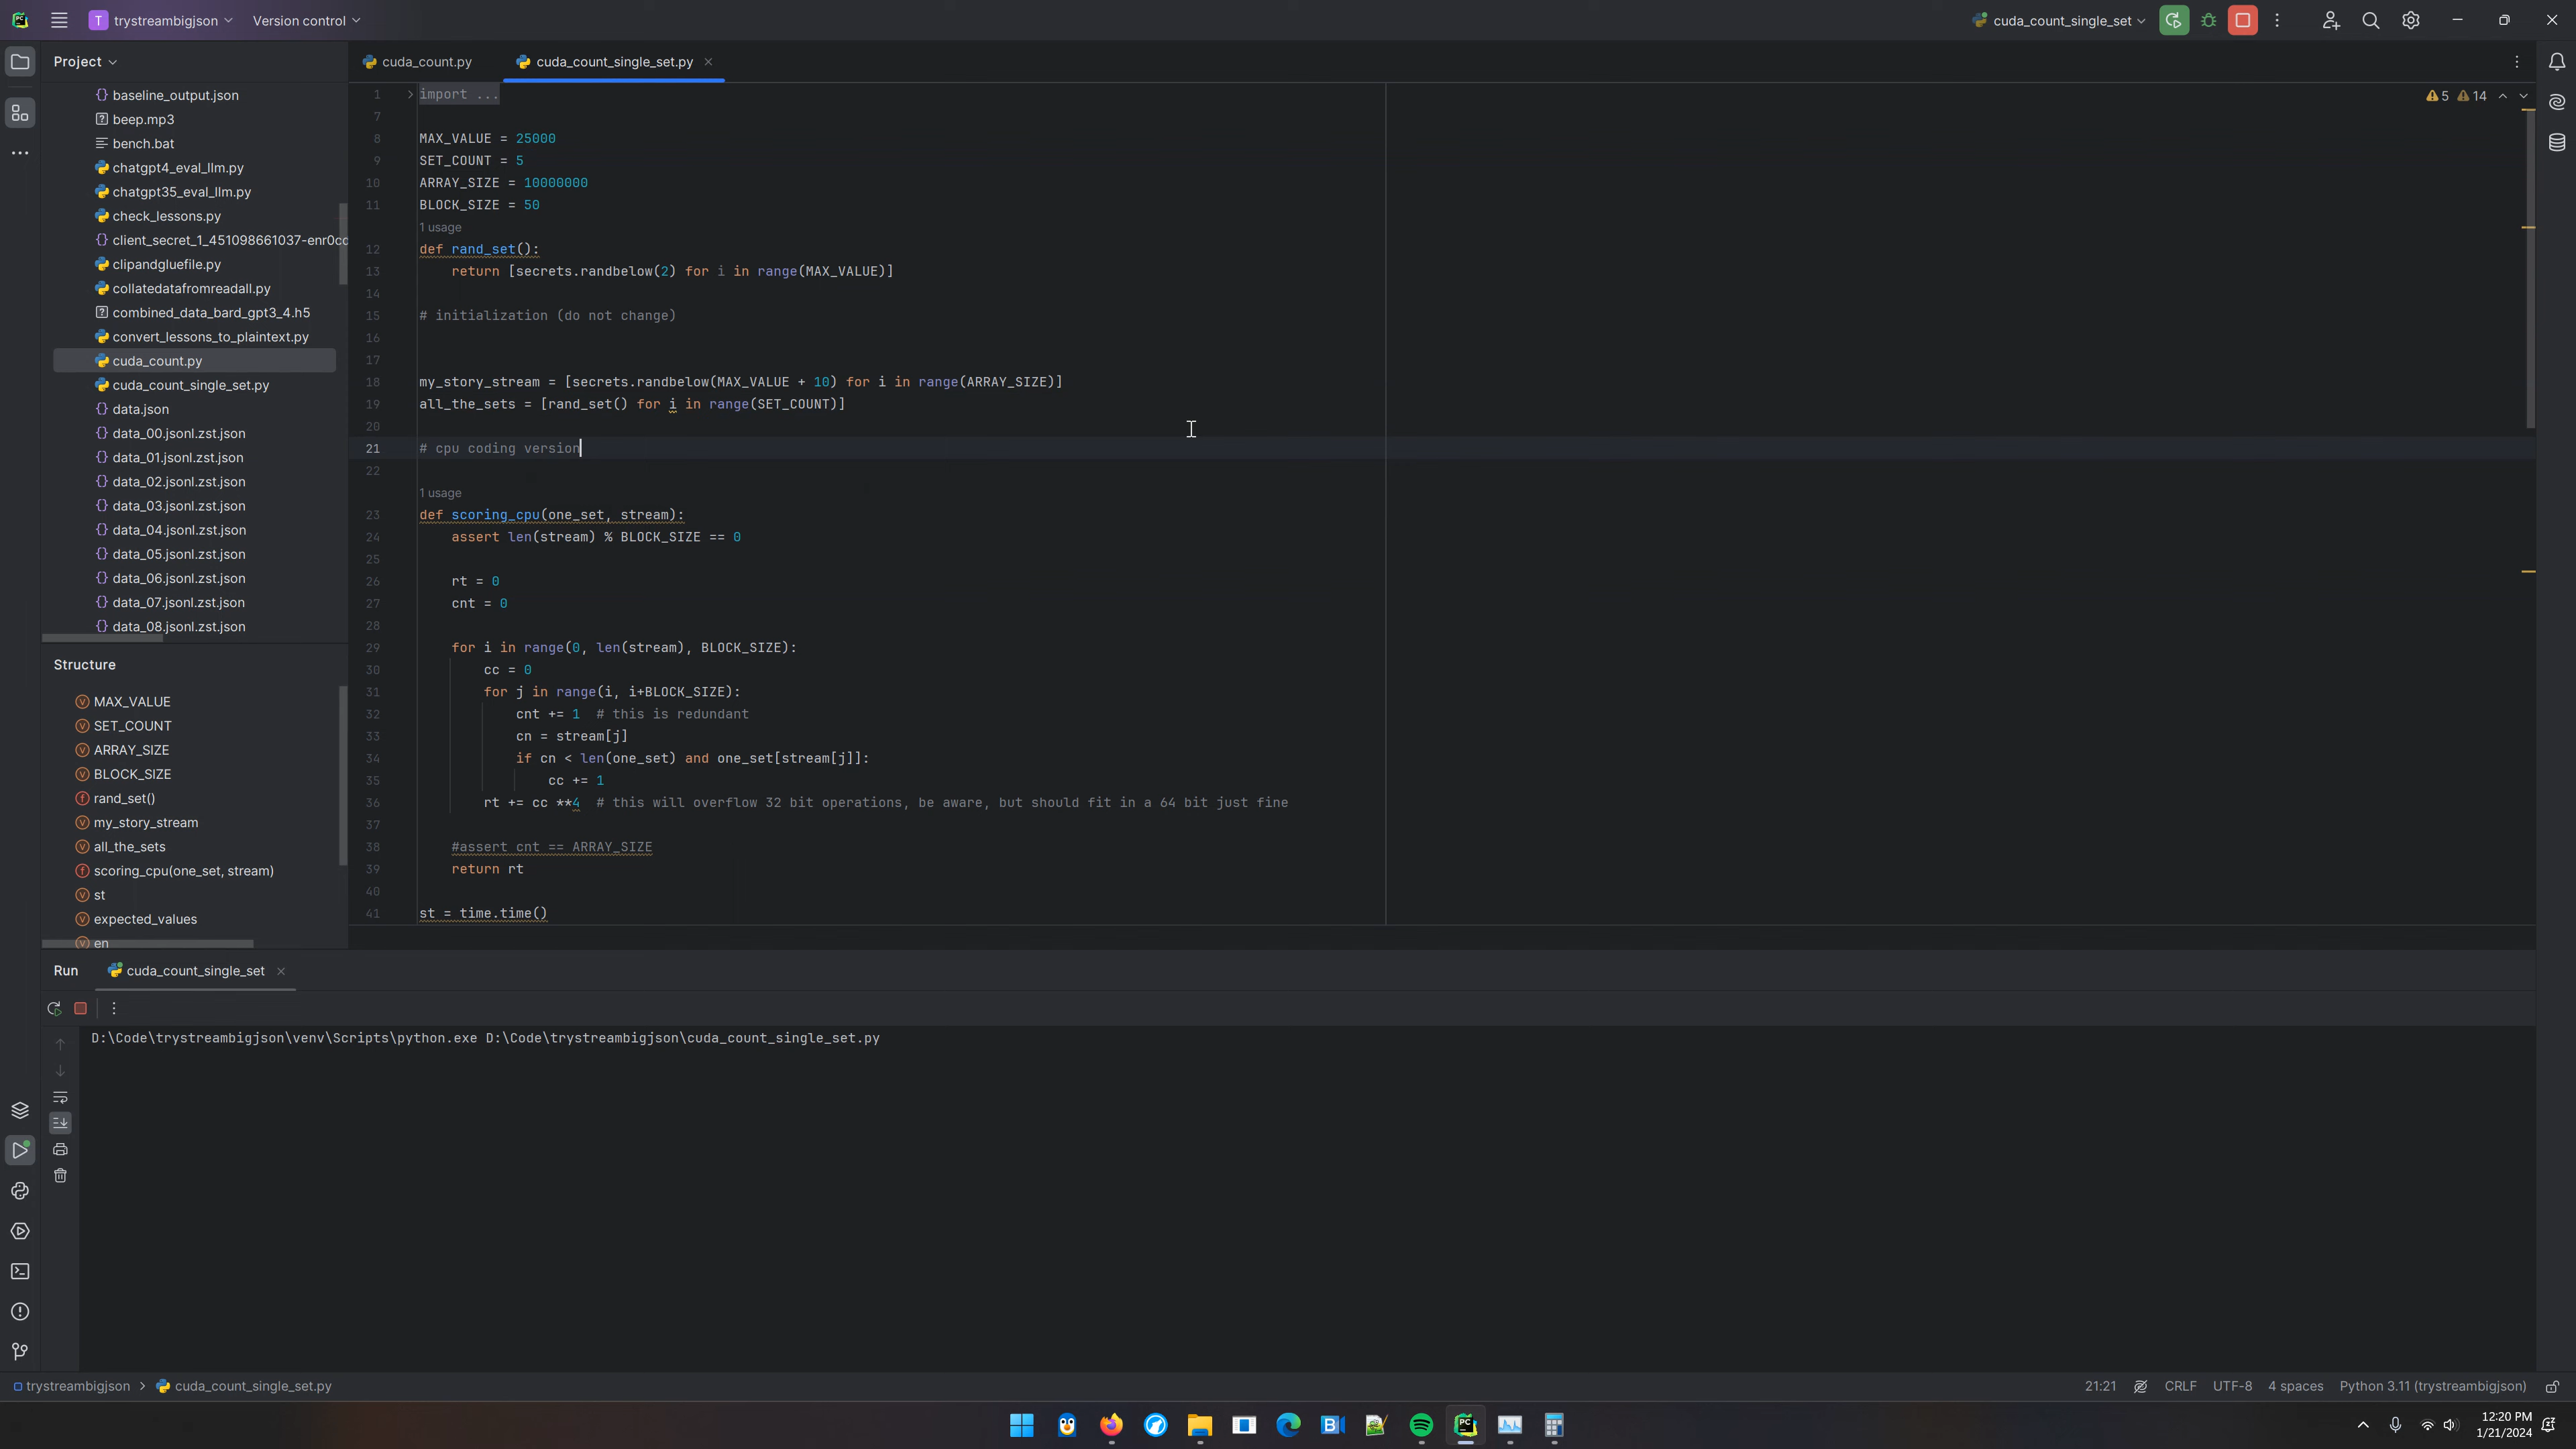 T trystreambigjson Version control cuda_count_single_set
Project
baseline_output.json
beep.mp3
bench.bat
chatgpt4_eval_llm.py
chatgpt35_eval_llm.py
check_lessons.py
client_secret_1_451098661037-enr0cc
clipandgluefile.py
collatedatafromreadall.py
combined_data_bard_gpt3_4.h5
convert_lessons_to_plaintext.py
cuda_count.py
cuda_count_single_set.py
data.json
data_00.jsonl.zst.json
data_01.jsonl.zst.json
data_02.jsonl.zst.json
data_03.jsonl.zst.json
data_04.jsonl.zst.json
data_05.jsonl.zst.json
data_06.jsonl.zst.json
data_07.jsonl.zst.json
data_08.jsonl.zst.json
Structure
MAX_VALUE
SET_COUNT
ARRAY_SIZE
BLOCK_SIZE
rand_set()
my_story_stream
all_the_sets
scoring_cpu(one_set, stream)
st
expected_values
en
cuda_count.py cuda_count_single_set.py
5 14
1 import ...
7
8 MAX_VALUE = 25000
9 SET_COUNT = 5
10 ARRAY_SIZE = 10000000
11 BLOCK_SIZE = 50
1 usage
12 def rand_set():
13 return [secrets.randbelow(2) for i in range(MAX_VALUE)]
14
15 # initialization (do not change)
16
17
18 my_story_stream = [secrets.randbelow(MAX_VALUE + 10) for i in range(ARRAY_SIZE)]
19 all_the_sets = [rand_set() for i in range(SET_COUNT)]
20
21 # cpu coding version
22
1 usage
23 def scoring_cpu(one_set, stream):
24 assert len(stream) % BLOCK_SIZE == 0
25
26 rt = 0
27 cnt = 0
28
29 for i in range(0, len(stream), BLOCK_SIZE):
30 cc = 0
31 for j in range(i, i+BLOCK_SIZE):
32 cnt += 1 # this is redundant
33 cn = stream[j]
34 if cn < len(one_set) and one_set[stream[j]]:
35 cc += 1
36 rt += cc **4 # this will overflow 32 bit operations, be aware, but should fit in a 64 bit just fine
37
38 #assert cnt == ARRAY_SIZE
39 return rt
40
41 st = time.time()
Run cuda_count_single_set
D:\Code\trystreambigjson\venv\Scripts\python.exe D:\Code\trystreambigjson\cuda_count_single_set.py
trystreambigjson > cuda_count_single_set.py
21:21 CRLF UTF-8 4 spaces Python 3.11 (trystreambigjson)
12:20 PM
1/21/2024